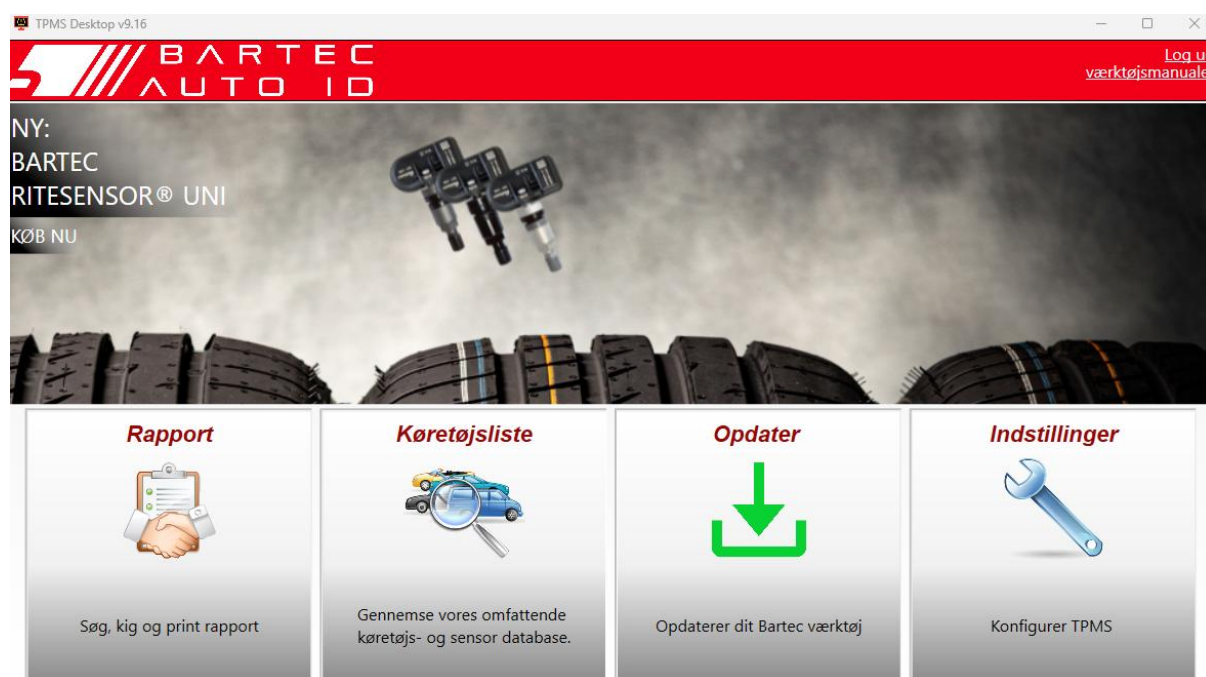 TPMS Desktop v9.16
BARTEC
AUTO ID
Log u
værktøjsmanuale
NY:
BARTEC
RITESENSOR® UNI
KØB NU
Rapport
Køretøjsliste
Opdater
Indstillinger
Søg, kig og print rapport
Gennemse vores omfattende
køretøjs- og sensor database.
Opdaterer dit Bartec værktøj
Konfigurer TPMS